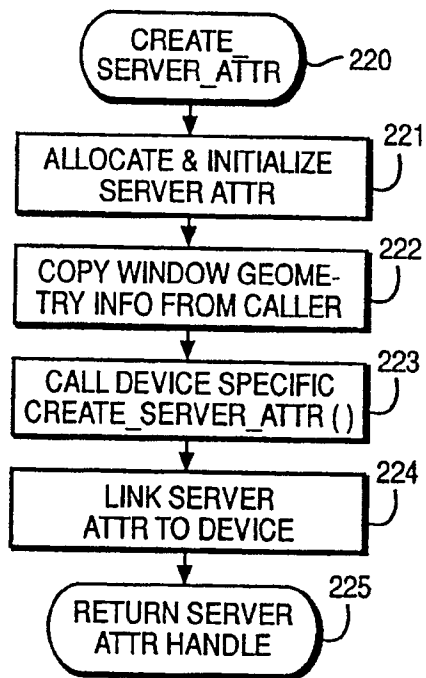 CREATE_
SERVER_ATTR
220
ALLOCATE & INITIALIZE
SERVER ATTR
221
COPY WINDOW GEOME-
TRY INFO FROM CALLER
222
CALL DEVICE SPECIFIC
CREATE_SERVER_ATTR ( )
223
LINK SERVER
ATTR TO DEVICE
224
RETURN SERVER
ATTR HANDLE
225